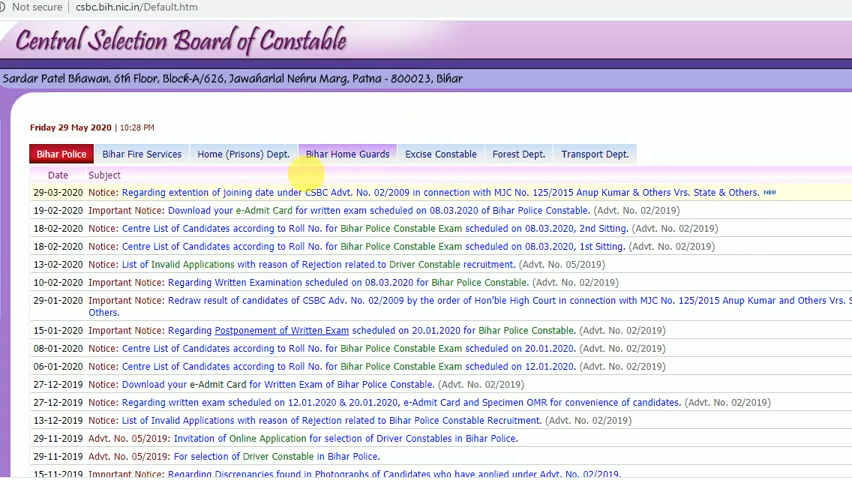 Not secure | csbc.bih.nic.in/Default.htm
Central Selection Board of Constable
Sardar Patel Bhawan, 6th Floor, Block-A/626, Jawaharlal Nehru Marg, Patna - 800023, Bihar
Friday 29 May 2020 | 10:28 PM
Bihar Police Bihar Fire Services Home (Prisons) Dept. Bihar Home Guards Excise Constable Forest Dept. Transport Dept.
Date Subject
29-03-2020 Notice: Regarding extention of joining date under CSBC Advt. No. 02/2009 in connection with MJC No. 125/2015 Anup Kumar & Others Vrs. State & Others. NEW
19-02-2020 Important Notice: Download your e-Admit Card for written exam scheduled on 08.03.2020 of Bihar Police Constable. (Advt. No. 02/2019)
18-02-2020 Notice: Centre List of Candidates according to Roll No. for Bihar Police Constable Exam scheduled on 08.03.2020, 2nd Sitting. (Advt. No. 02/2019)
18-02-2020 Notice: Centre List of Candidates according to Roll No. for Bihar Police Constable Exam scheduled on 08.03.2020, 1st Sitting. (Advt. No. 02/2019)
13-02-2020 Notice: List of Invalid Applications with reason of Rejection related to Driver Constable recruitment. (Advt. No. 05/2019)
10-02-2020 Notice: Regarding Written Examination scheduled on 08.03.2020 for Bihar Police Constable. (Advt. No. 02/2019)
29-01-2020 Notice: Redraw result of candidates of CSBC Adv. No. 02/2009 by the order of Hon'ble High Court in connection with MJC No. 125/2015 Anup Kumar and Others Vrs. S
Others.
15-01-2020 Important Notice: Regarding Postponement of Written Exam scheduled on 20.01.2020 for Bihar Police Constable. (Advt. No. 02/2019)
08-01-2020 Notice: Centre List of Candidates according to Roll No. for Bihar Police Constable Exam scheduled on 20.01.2020. (Advt. No. 02/2019)
06-01-2020 Notice: Centre List of Candidates according to Roll No. for Bihar Police Constable Exam scheduled on 12.01.2020. (Advt. No. 02/2019)
27-12-2019 Notice: Download your e-Admit Card for Written Exam of Bihar Police Constable. (Advt. No. 02/2019)
27-12-2019 Notice: Regarding written exam scheduled on 12.01.2020 & 20.01.2020, e-Admit Card and Specimen OMR for convenience of candidates. (Advt. No. 02/2019)
13-12-2019 Notice: List of Invalid Applications with reason of Rejection related to Bihar Police Constable Recruitment. (Advt. No. 02/2019)
29-11-2019 Advt. No. 05/2019: Invitation of Online Application for selection of Driver Constables in Bihar Police.
29-11-2019 Advt. No. 05/2019: For selection of Driver Constable in Bihar Police.
15-11-2019 Important Notice: Regarding Discrepancies found in Photographs of Candidates who have applied under Advt. No. 02/2019.